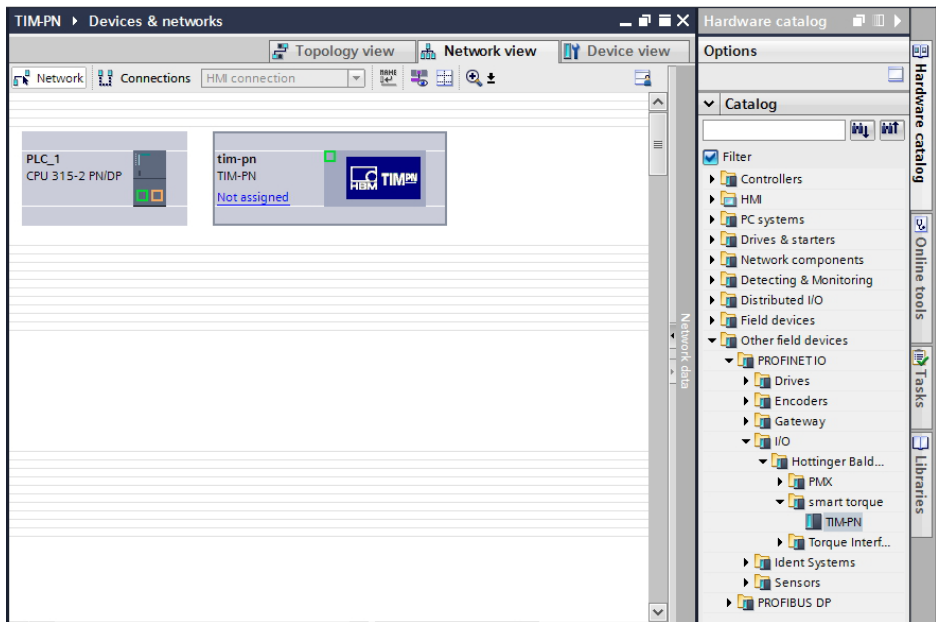 TIM-PN ▸ Devices & networks
Topology view
Network view
Device view
Network
Connections
HMI connection
NAME
PLC_1
CPU 315-2 PN/DP
tim-pn
TIM-PN
Not assigned
HBM
TIM PN
Network data
Hardware catalog
Options
Catalog
Filter
Controllers
HMI
PC systems
Drives & starters
Network components
Detecting & Monitoring
Distributed I/O
Field devices
Other field devices
PROFINET IO
Drives
Encoders
Gateway
I/O
Hottinger Bald...
PMX
smart torque
TIM-PN
Torque Interf...
Ident Systems
Sensors
PROFIBUS DP
Hardware catalog
Online tools
Tasks
Libraries